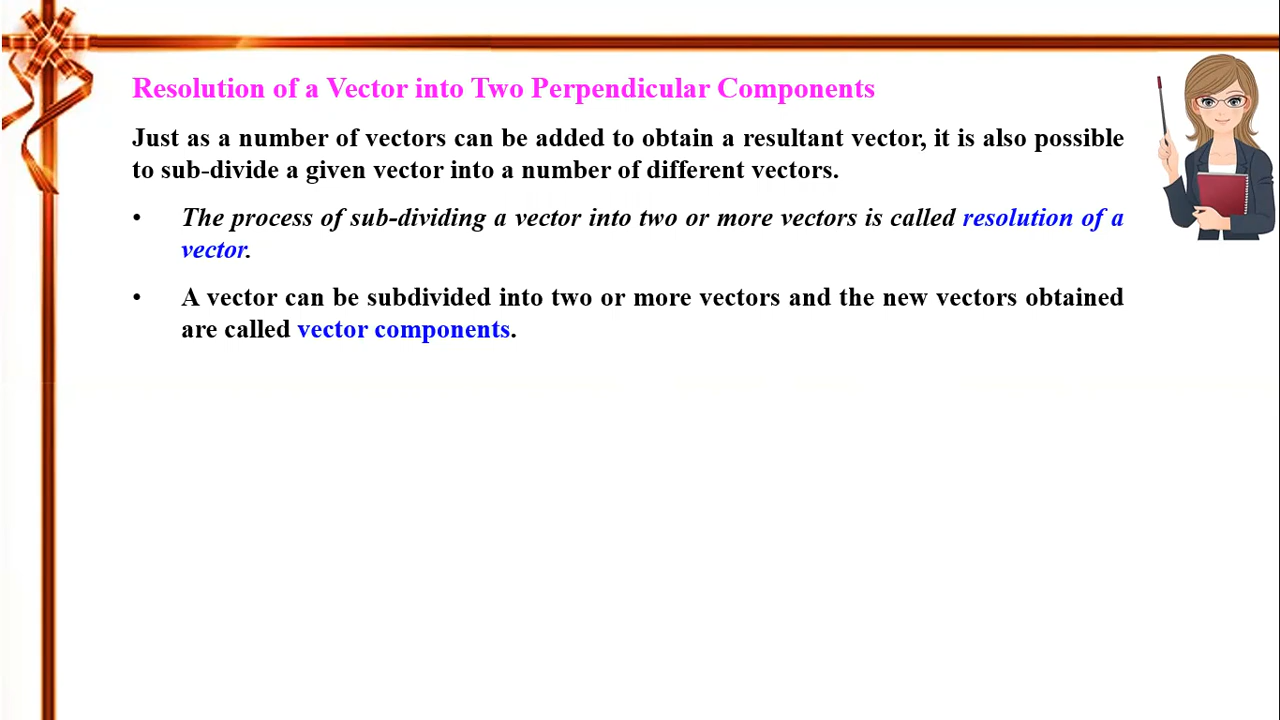 Resolution of a Vector into Two Perpendicular Components
Just as a number of vectors can be added to obtain a resultant vector, it is also possible
to sub-divide a given vector into a number of different vectors.
• The process of sub-dividing a vector into two or more vectors is called resolution of a
vector.
• A vector can be subdivided into two or more vectors and the new vectors obtained
are called vector components.